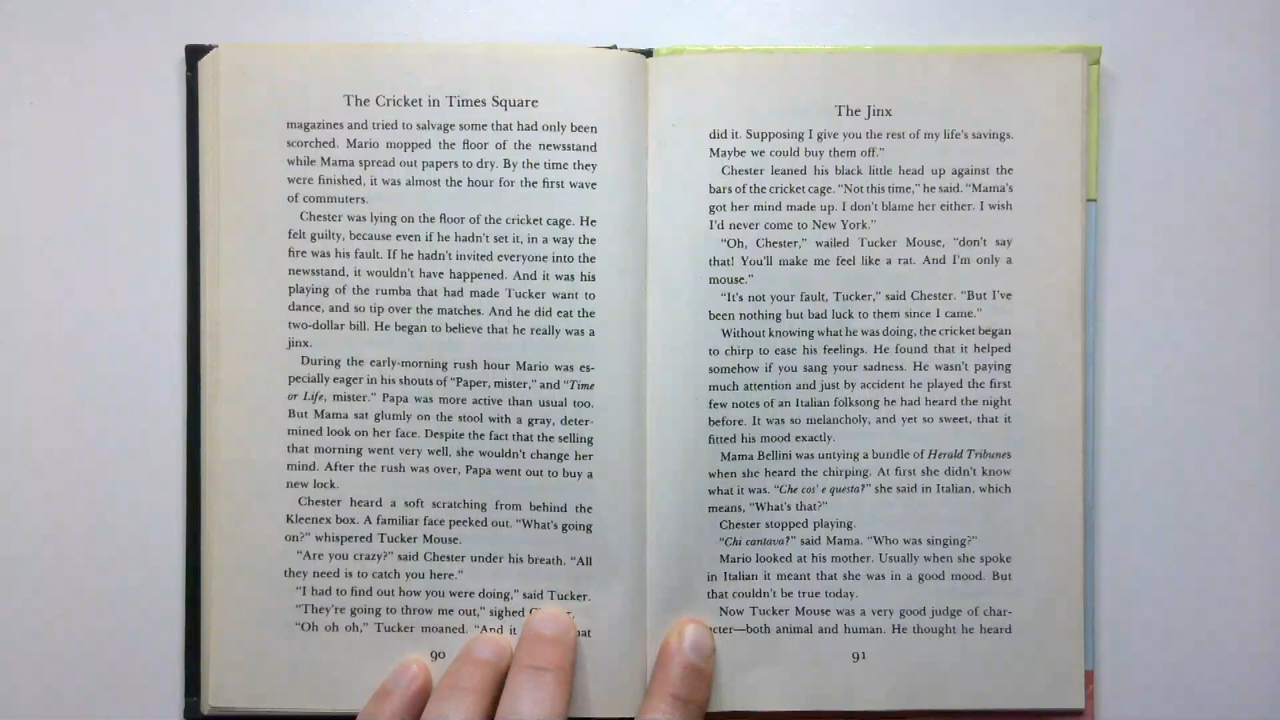 The Cricket in Times Square
magazines and tried to salvage some that had only been
scorched. Mario mopped the floor of the newsstand
while Mama spread out papers to dry. By the time they
were finished, it was almost the hour for the first wave
of commuters.
Chester was lying on the floor of the cricket cage. He
felt guilty, because even if he hadn't set it, in a way the
fire was his fault. If he hadn't invited everyone into the
newsstand, it wouldn't have happened. And it was his
playing of the rumba that had made Tucker want to
dance, and so tip over the matches. And he did eat the
two-dollar bill. He began to believe that he really was a
jinx.
During the early-morning rush hour Mario was es-
pecially eager in his shouts of "Paper, mister," and "Time
or Life, mister." Papa was more active than usual too.
But Mama sat glumly on the stool with a gray, deter-
mined look on her face. Despite the fact that the selling
that morning went very well, she wouldn't change her
mind. After the rush was over, Papa went out to buy a
new lock.
Chester heard a soft scratching from behind the
Kleenex box. A familiar face peeked out. "What's going
on?" whispered Tucker Mouse.
"Are you crazy?" said Chester under his breath. "All
they need is to catch you here."
"I had to find out how you were doing," said Tucker.
"They're going to throw me out," sighed
"Oh oh oh," Tucker moaned. "And it
90
The Jinx
did it. Supposing I give you the rest of my life's savings.
Maybe we could buy them off."
Chester leaned his black little head up against the
bars of the cricket cage. "Not this time," he said. "Mama's
got her mind made up. I don't blame her either. I wish
I'd never come to New York."
"Oh, Chester," wailed Tucker Mouse, "don't say
that! You'll make me feel like a rat. And I'm only a
mouse."
"It's not your fault, Tucker," said Chester. "But I've
been nothing but bad luck to them since I came."
Without knowing what he was doing, the cricket began
to chirp to ease his feelings. He found that it helped
somehow if you sang your sadness. He wasn't paying
much attention and just by accident he played the first
few notes of an Italian folksong he had heard the night
before. It was so melancholy, and yet so sweet, that it
fitted his mood exactly.
Mama Bellini was untying a bundle of Herald Tribunes
when she heard the chirping. At first she didn't know
what it was. "Che cos' e questa?" she said in Italian, which
means, "What's that?"
Chester stopped playing.
"Chi cantava?" said Mama. "Who was singing?"
Mario looked at his mother. Usually when she spoke
in Italian it meant that she was in a good mood. But
that couldn't be true today.
Now Tucker Mouse was a very good judge of char-
acter—both animal and human. He thought he heard
91